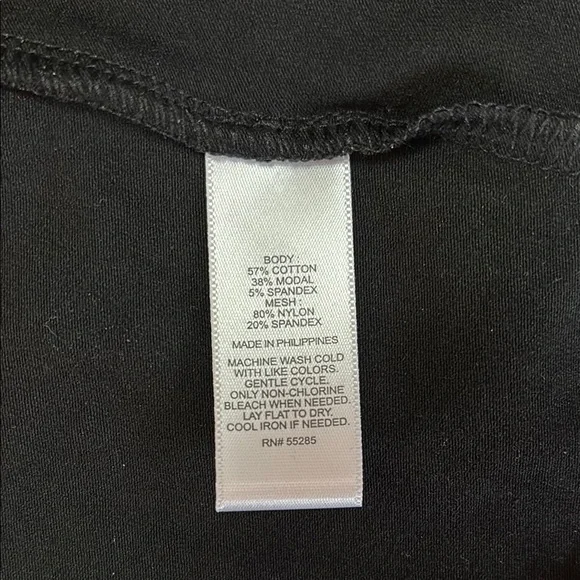 BODY :
57% COTTON
38% MODAL
5% SPANDEX
MESH :
80% NYLON
20% SPANDEX
MADE IN PHILIPPINES
MACHINE WASH COLD
WITH LIKE COLORS.
GENTLE CYCLE.
ONLY NON-CHLORINE
BLEACH WHEN NEEDED.
LAY FLAT TO DRY.
COOL IRON IF NEEDED.
RN# 55285